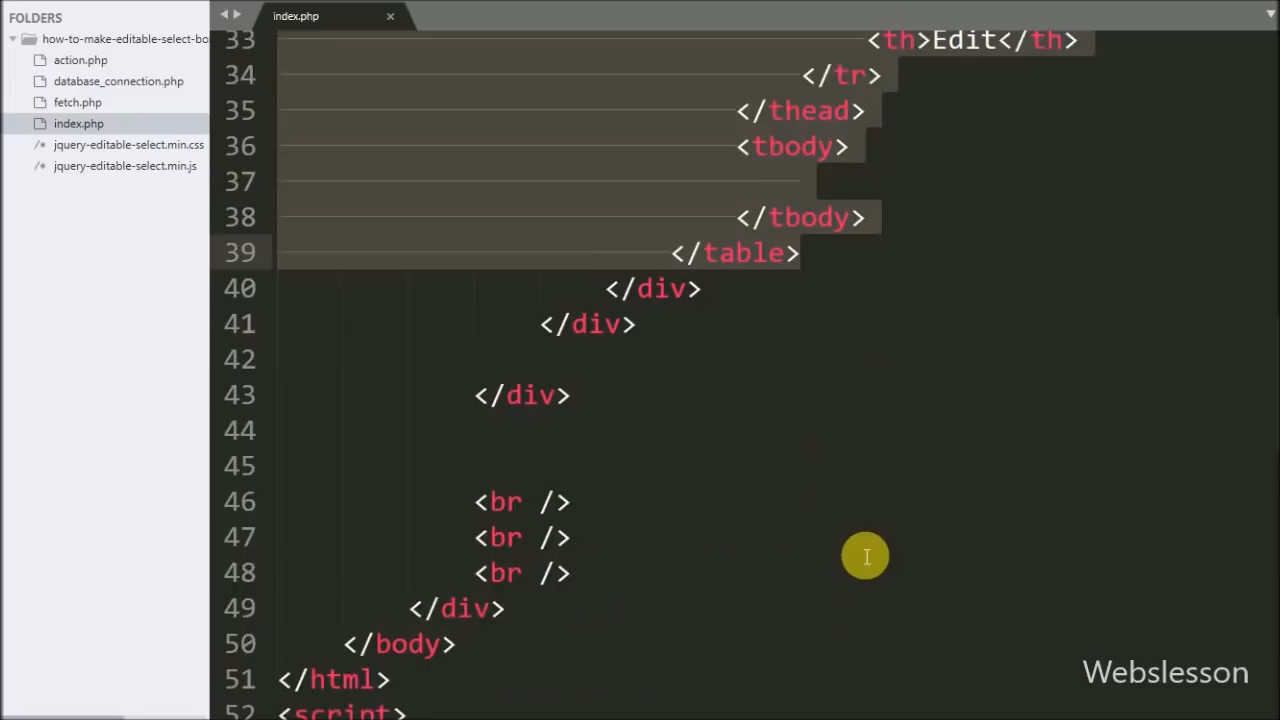 FOLDERS
how-to-make-editable-select-bo
action.php
database_connection.php
fetch.php
index.php
/* jquery-editable-select.min.css
/* jquery-editable-select.min.js
index.php ×
33 <th>Edit</th>
34 </tr>
35 </thead>
36 <tbody>
37
38 </tbody>
39 </table>
40 </div>
41 </div>
42
43 </div>
44
45
46 <br />
47 <br />
48 <br />
49 </div>
50 </body>
51 </html>
52 <script>
Webslesson